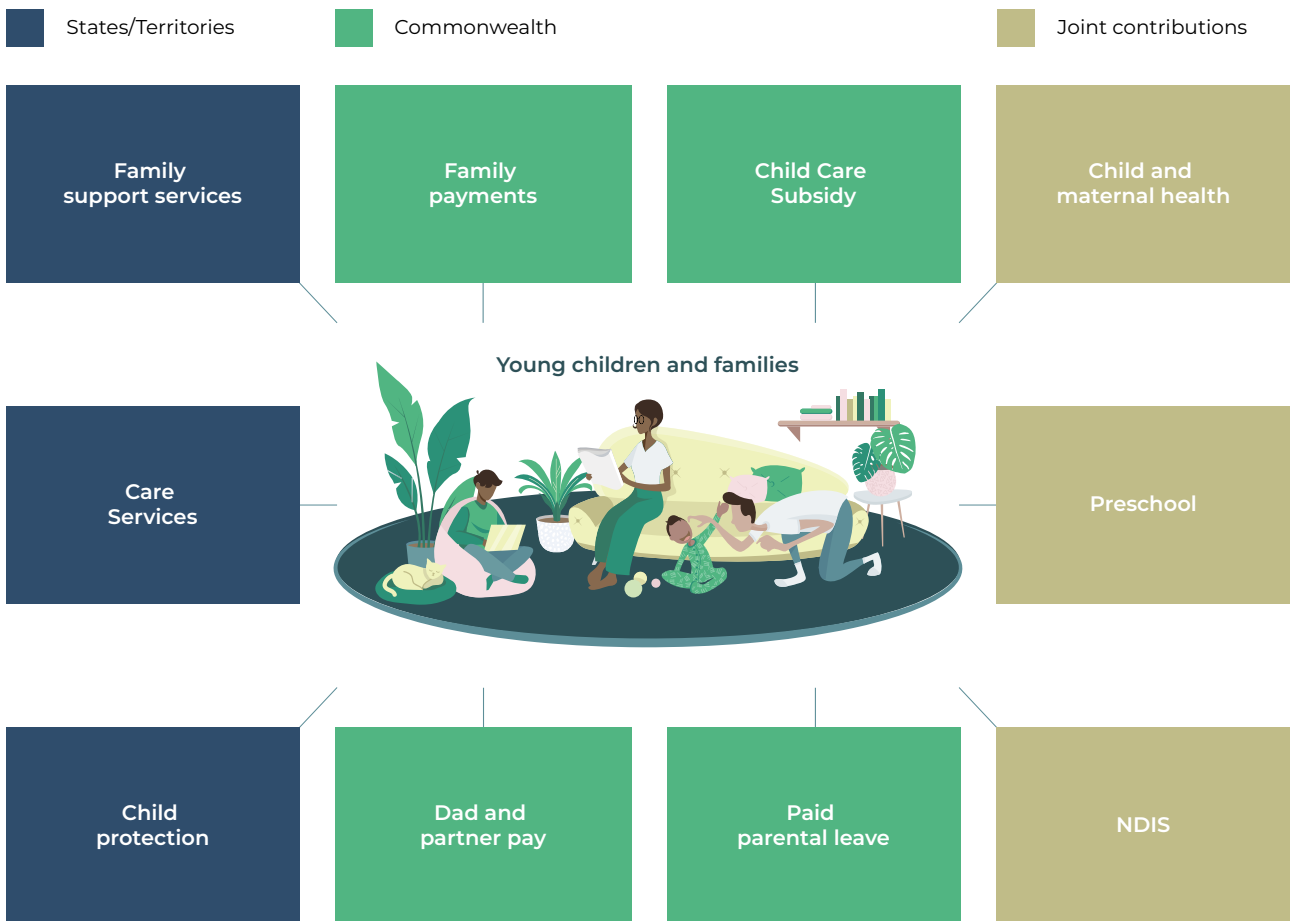 States/Territories
Commonwealth
Joint contributions
Family
support services
Family
payments
Child Care
Subsidy
Child and
maternal health
Young children and families
Care
Services
Preschool
Child
protection
Dad and
partner pay
Paid
parental leave
NDIS